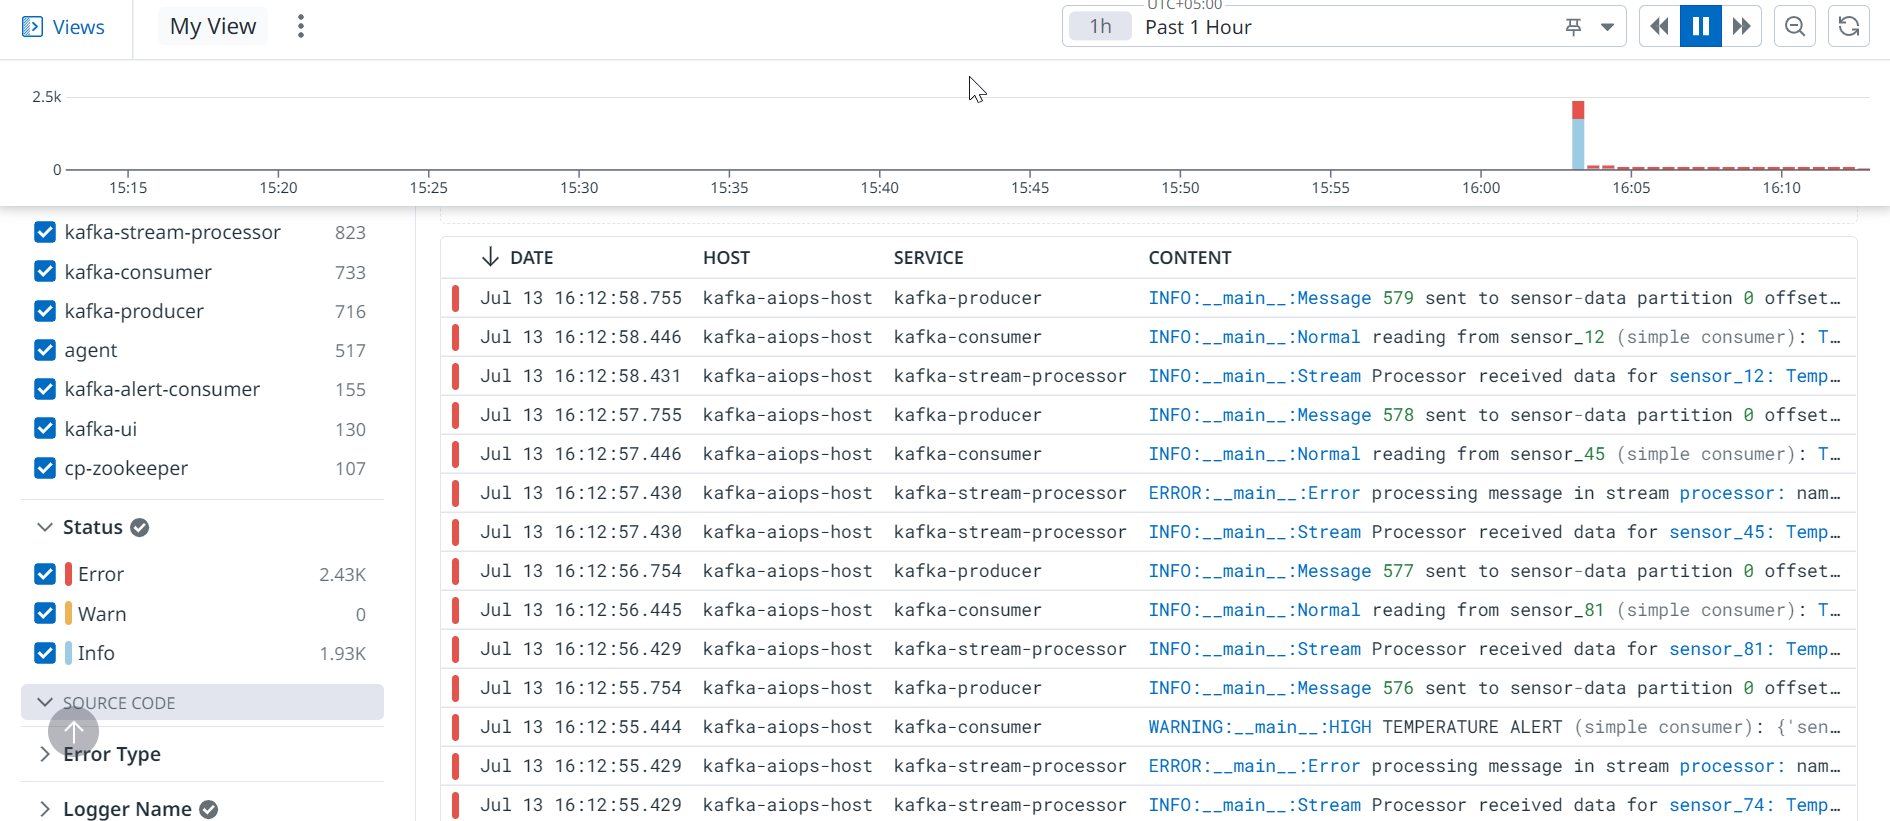 Views
My View
UTC+05:00
1h Past 1 Hour
2.5k
0
15:15 15:20 15:25 15:30 15:35 15:40 15:45 15:50 15:55 16:00 16:05 16:10
kafka-stream-processor 823
kafka-consumer 733
kafka-producer 716
agent 517
kafka-alert-consumer 155
kafka-ui 130
cp-zookeeper 107
Status
Error 2.43K
Warn 0
Info 1.93K
SOURCE CODE
Error Type
Logger Name
DATE HOST SERVICE CONTENT
Jul 13 16:12:58.755 kafka-aiops-host kafka-producer INFO:__main__:Message 579 sent to sensor-data partition 0 offset…
Jul 13 16:12:58.446 kafka-aiops-host kafka-consumer INFO:__main__:Normal reading from sensor_12 (simple consumer): T…
Jul 13 16:12:58.431 kafka-aiops-host kafka-stream-processor INFO:__main__:Stream Processor received data for sensor_12: Temp…
Jul 13 16:12:57.755 kafka-aiops-host kafka-producer INFO:__main__:Message 578 sent to sensor-data partition 0 offset…
Jul 13 16:12:57.446 kafka-aiops-host kafka-consumer INFO:__main__:Normal reading from sensor_45 (simple consumer): T…
Jul 13 16:12:57.430 kafka-aiops-host kafka-stream-processor ERROR:__main__:Error processing message in stream processor: nam…
Jul 13 16:12:57.430 kafka-aiops-host kafka-stream-processor INFO:__main__:Stream Processor received data for sensor_45: Temp…
Jul 13 16:12:56.754 kafka-aiops-host kafka-producer INFO:__main__:Message 577 sent to sensor-data partition 0 offset…
Jul 13 16:12:56.445 kafka-aiops-host kafka-consumer INFO:__main__:Normal reading from sensor_81 (simple consumer): T…
Jul 13 16:12:56.429 kafka-aiops-host kafka-stream-processor INFO:__main__:Stream Processor received data for sensor_81: Temp…
Jul 13 16:12:55.754 kafka-aiops-host kafka-producer INFO:__main__:Message 576 sent to sensor-data partition 0 offset…
Jul 13 16:12:55.444 kafka-aiops-host kafka-consumer WARNING:__main__:HIGH TEMPERATURE ALERT (simple consumer): {'sen…
Jul 13 16:12:55.429 kafka-aiops-host kafka-stream-processor ERROR:__main__:Error processing message in stream processor: nam…
Jul 13 16:12:55.429 kafka-aiops-host kafka-stream-processor INFO:__main__:Stream Processor received data for sensor_74: Temp…